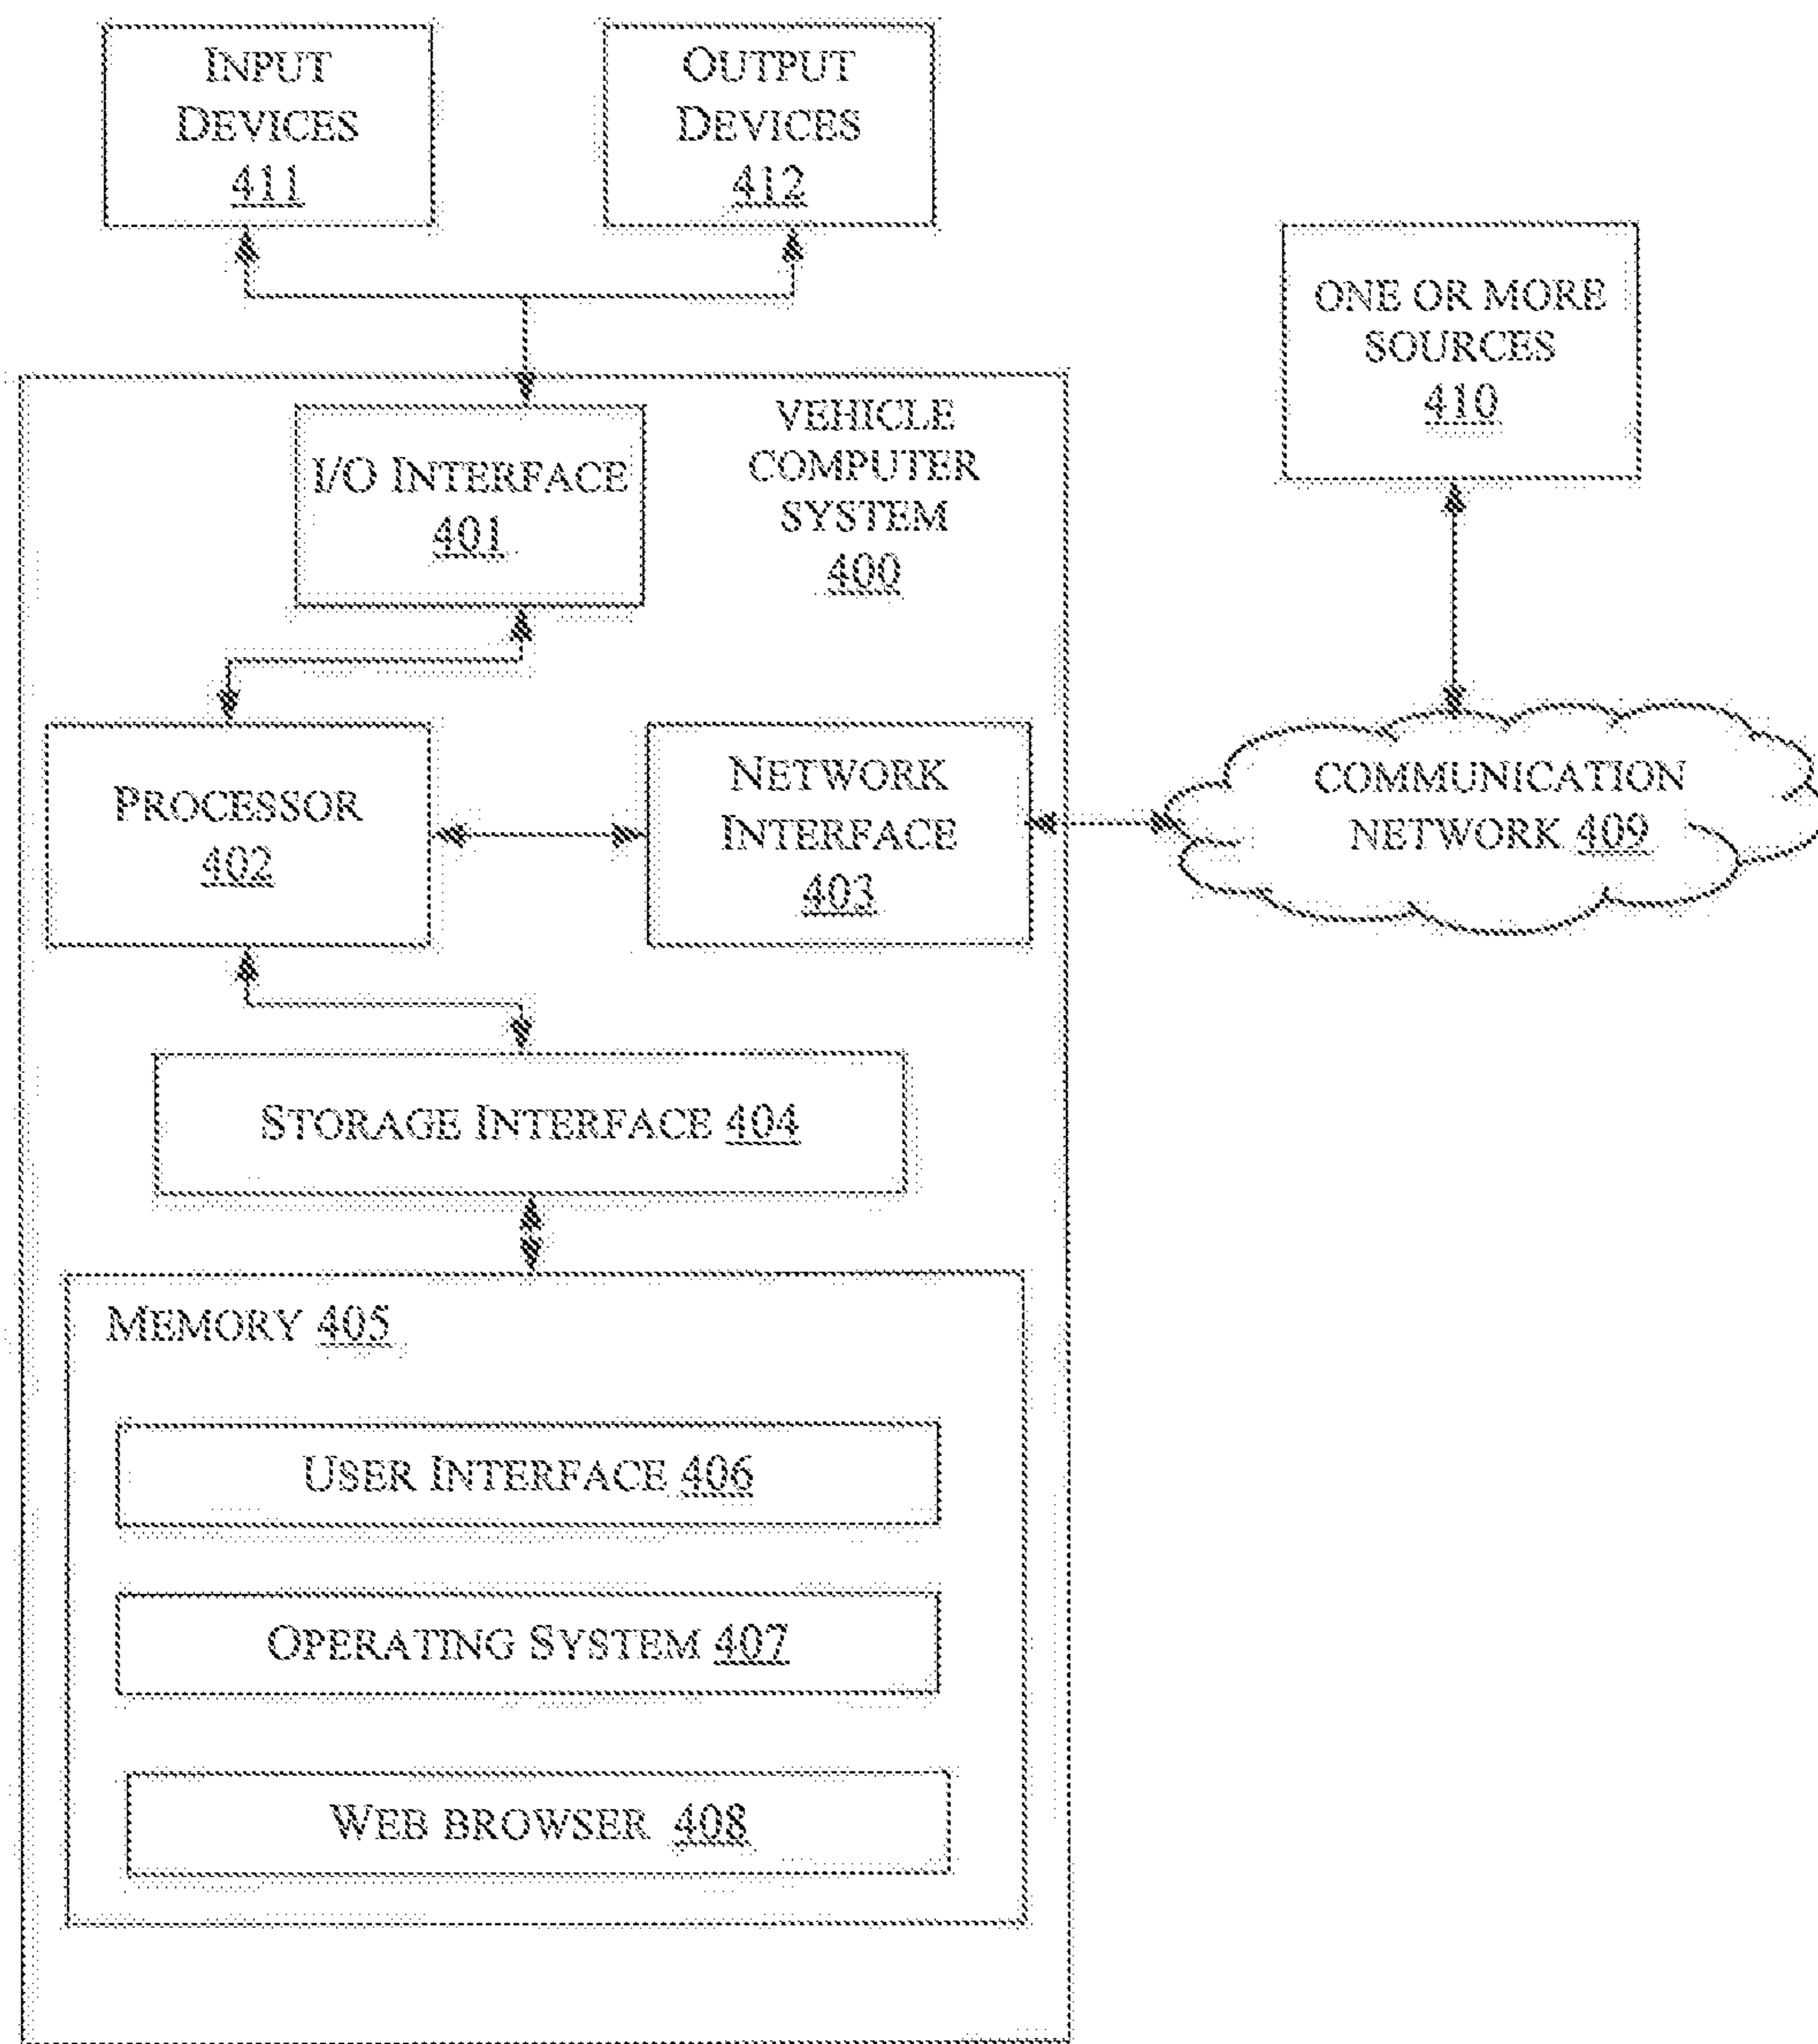 INPUT
DEVICES
411
OUTPUT
DEVICES
412
ONE OR MORE
SOURCES
410
I/O INTERFACE
401
VEHICLE
COMPUTER
SYSTEM
400
PROCESSOR
402
NETWORK
INTERFACE
403
COMMUNICATION
NETWORK 409
STORAGE INTERFACE 404
MEMORY 405
USER INTERFACE 406
OPERATING SYSTEM 407
WEB BROWSER 408